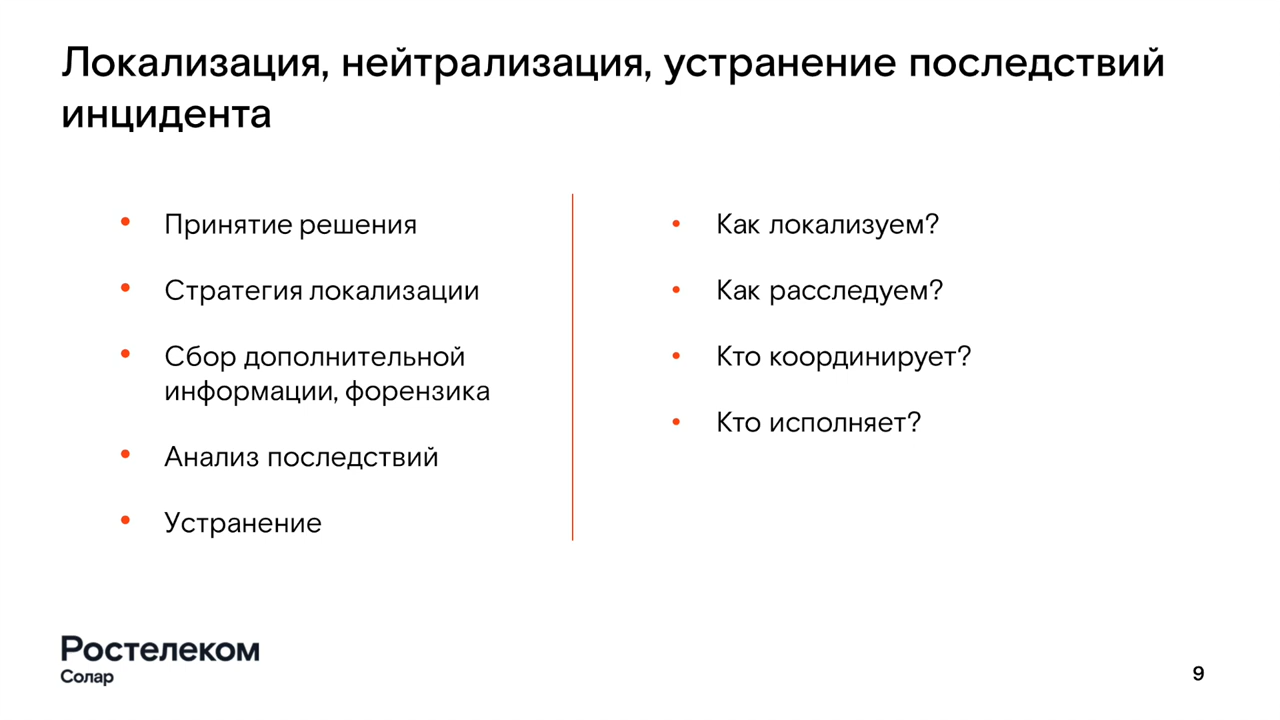 Локализация, нейтрализация, устранение последствий
инцидента
• Принятие решения
• Стратегия локализации
• Сбор дополнительной
информации, форензика
• Анализ последствий
• Устранение
• Как локализуем?
• Как расследуем?
• Кто координирует?
• Кто исполняет?
Ростелеком
Солар
9